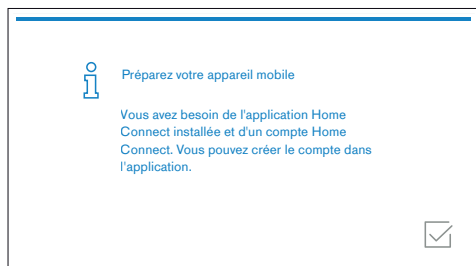 Préparez votre appareil mobile
Vous avez besoin de l'application Home
Connect installée et d'un compte Home
Connect. Vous pouvez créer le compte dans
l'application.